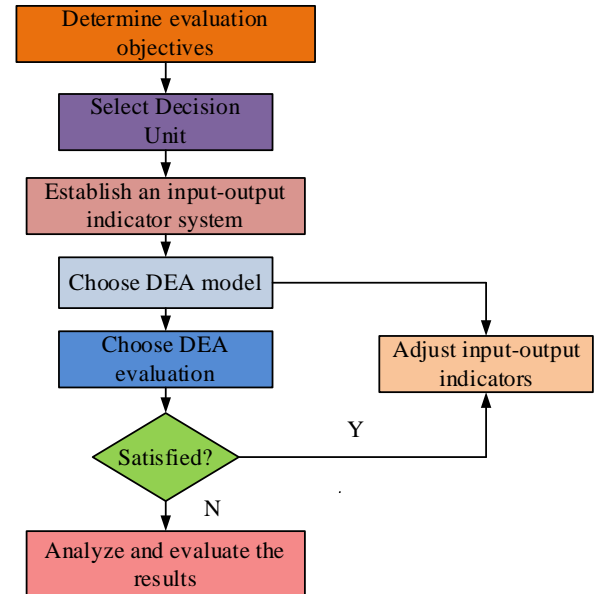 Determine evaluation
objectives
Select Decision
Unit
Establish an input-output
indicator system
Choose DEA model
Choose DEA
evaluation
Adjust input-output
indicators
Y
Satisfied?
N
Analyze and evaluate the
results